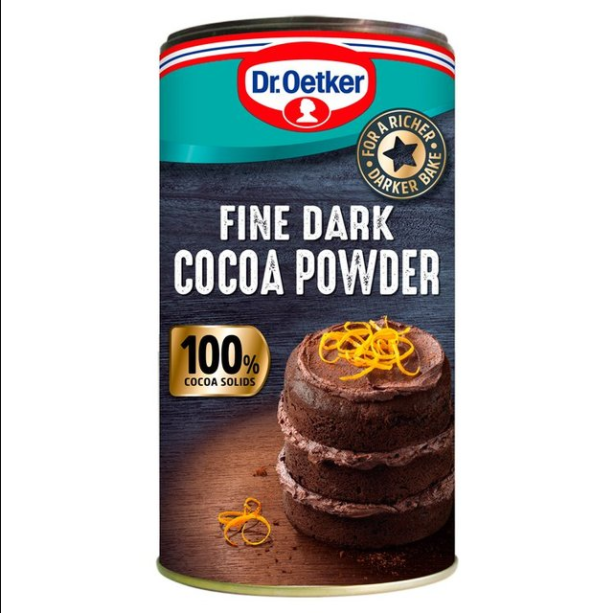 Dr.Oetker
FOR A RICHER
DARKER BAKE
FINE DARK
COCOA POWDER
100%
COCOA SOLIDS